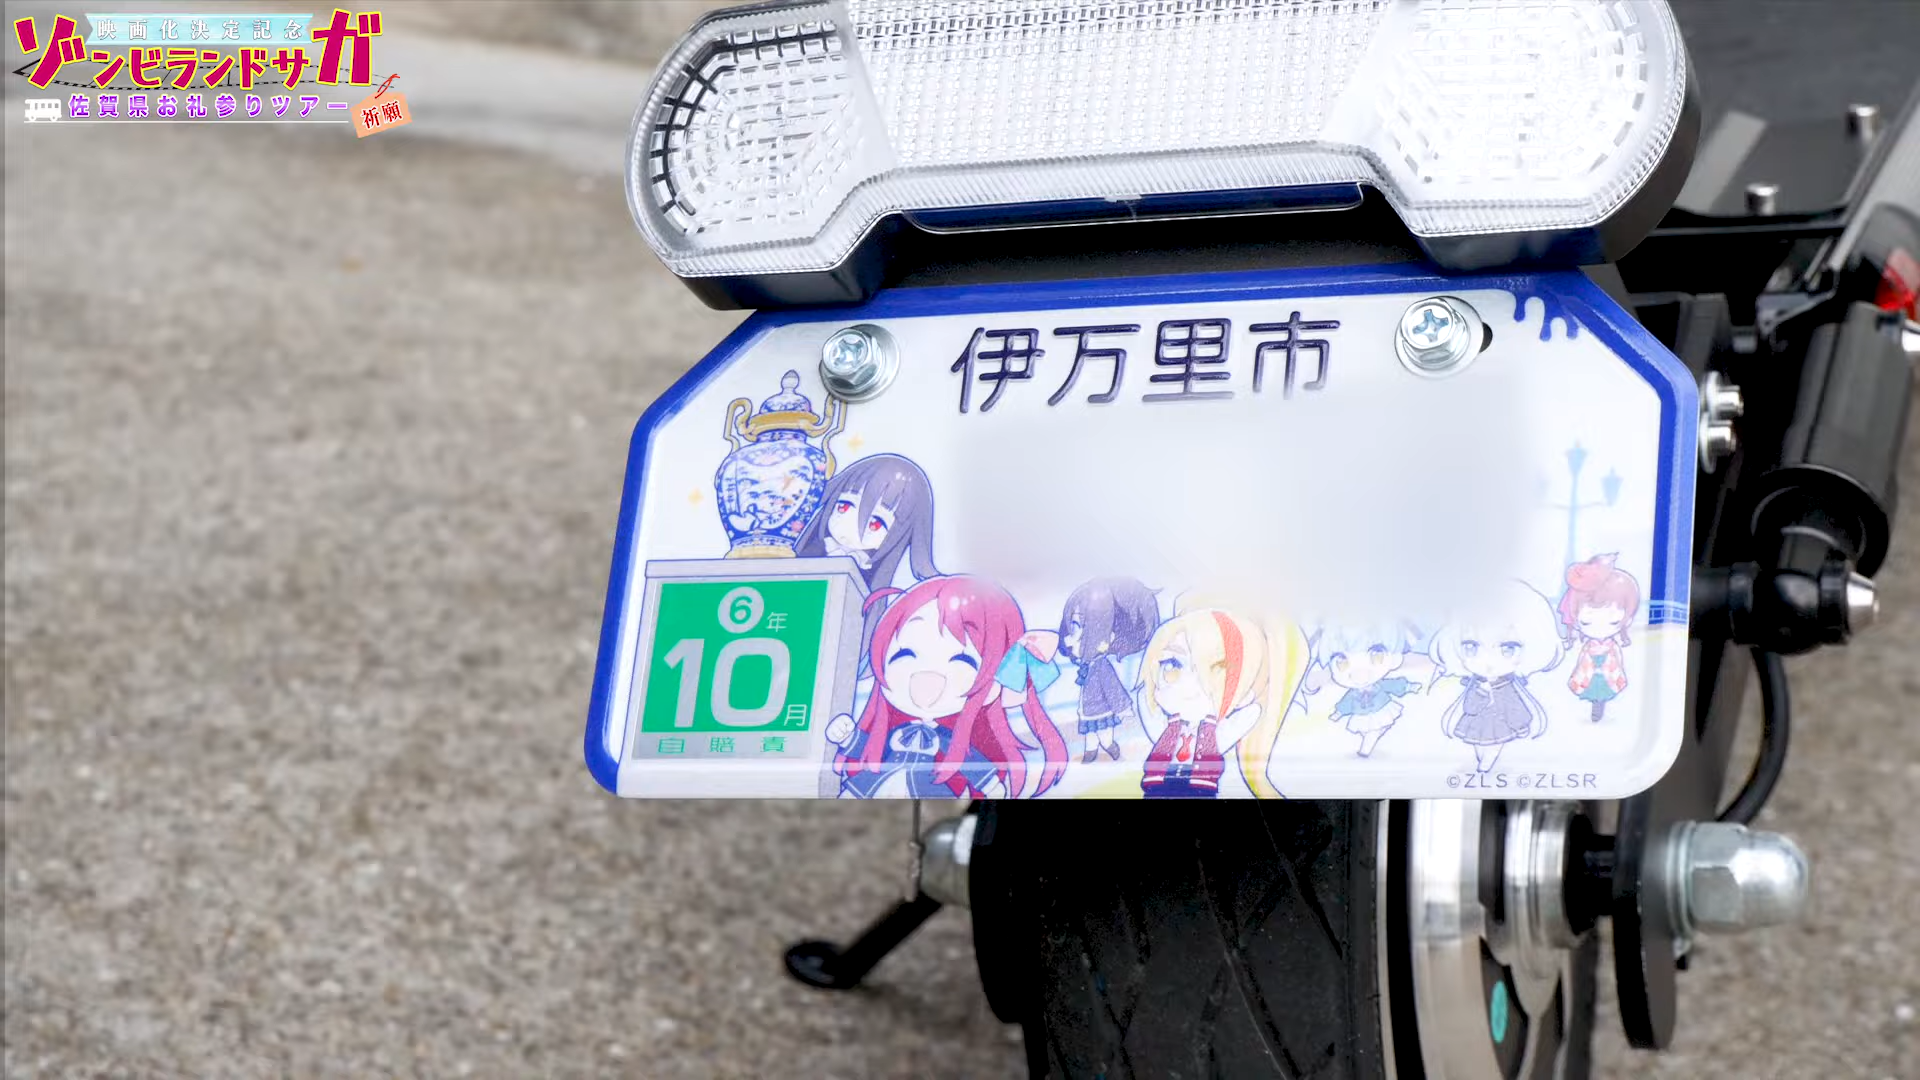 映画化決定記念
ゾンビランドサガ
佐賀県お礼参りツアー
祈願
伊万里市
6年
10月
自賠責
©ZLS ©ZLSR